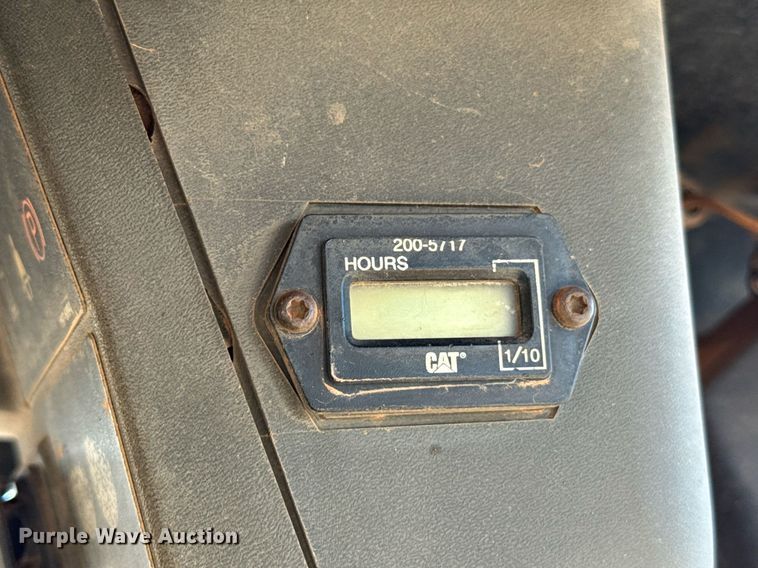 200-5717
HOURS
CAT®
1/10
P
Purple Wave Auction